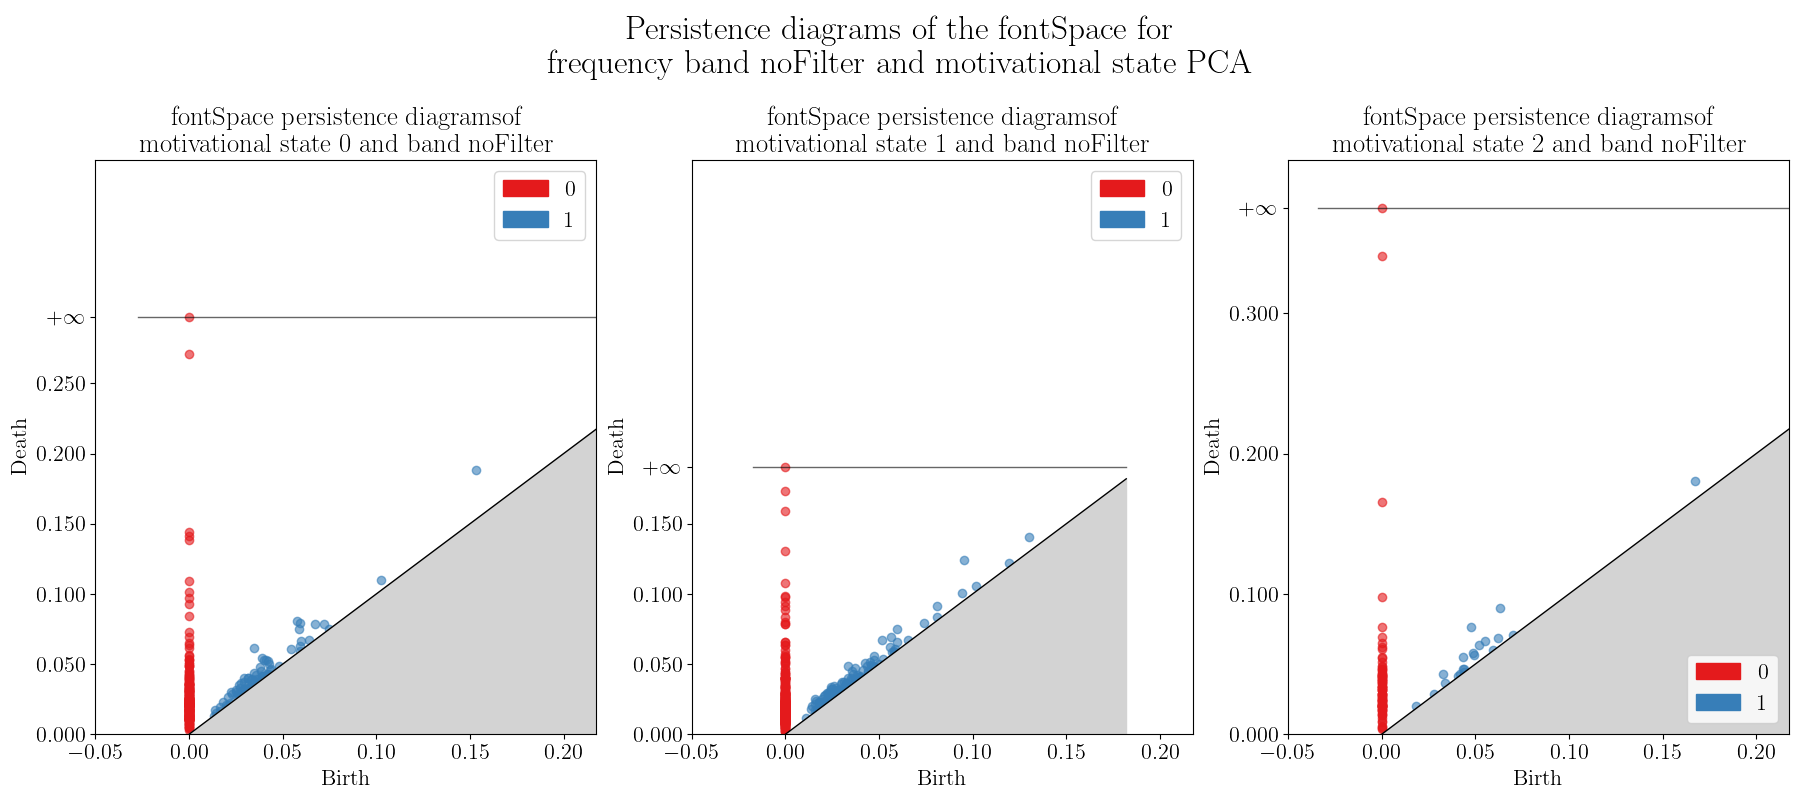 Persistence diagrams of the fontSpace for
frequency band noFilter and motivational state PCA
fontSpace persistence diagramsof
motivational state 0 and band noFilter
0
1
+∞
0.250
0.200
0.150
0.100
0.050
0.000
Death
−0.05
0.00
0.05
0.10
0.15
0.20
Birth
fontSpace persistence diagramsof
motivational state 1 and band noFilter
0
1
+∞
0.150
0.100
0.050
0.000
Death
−0.05
0.00
0.05
0.10
0.15
0.20
Birth
fontSpace persistence diagramsof
motivational state 2 and band noFilter
+∞
0.300
0.200
0.100
0.000
Death
0
1
−0.05
0.00
0.05
0.10
0.15
0.20
Birth